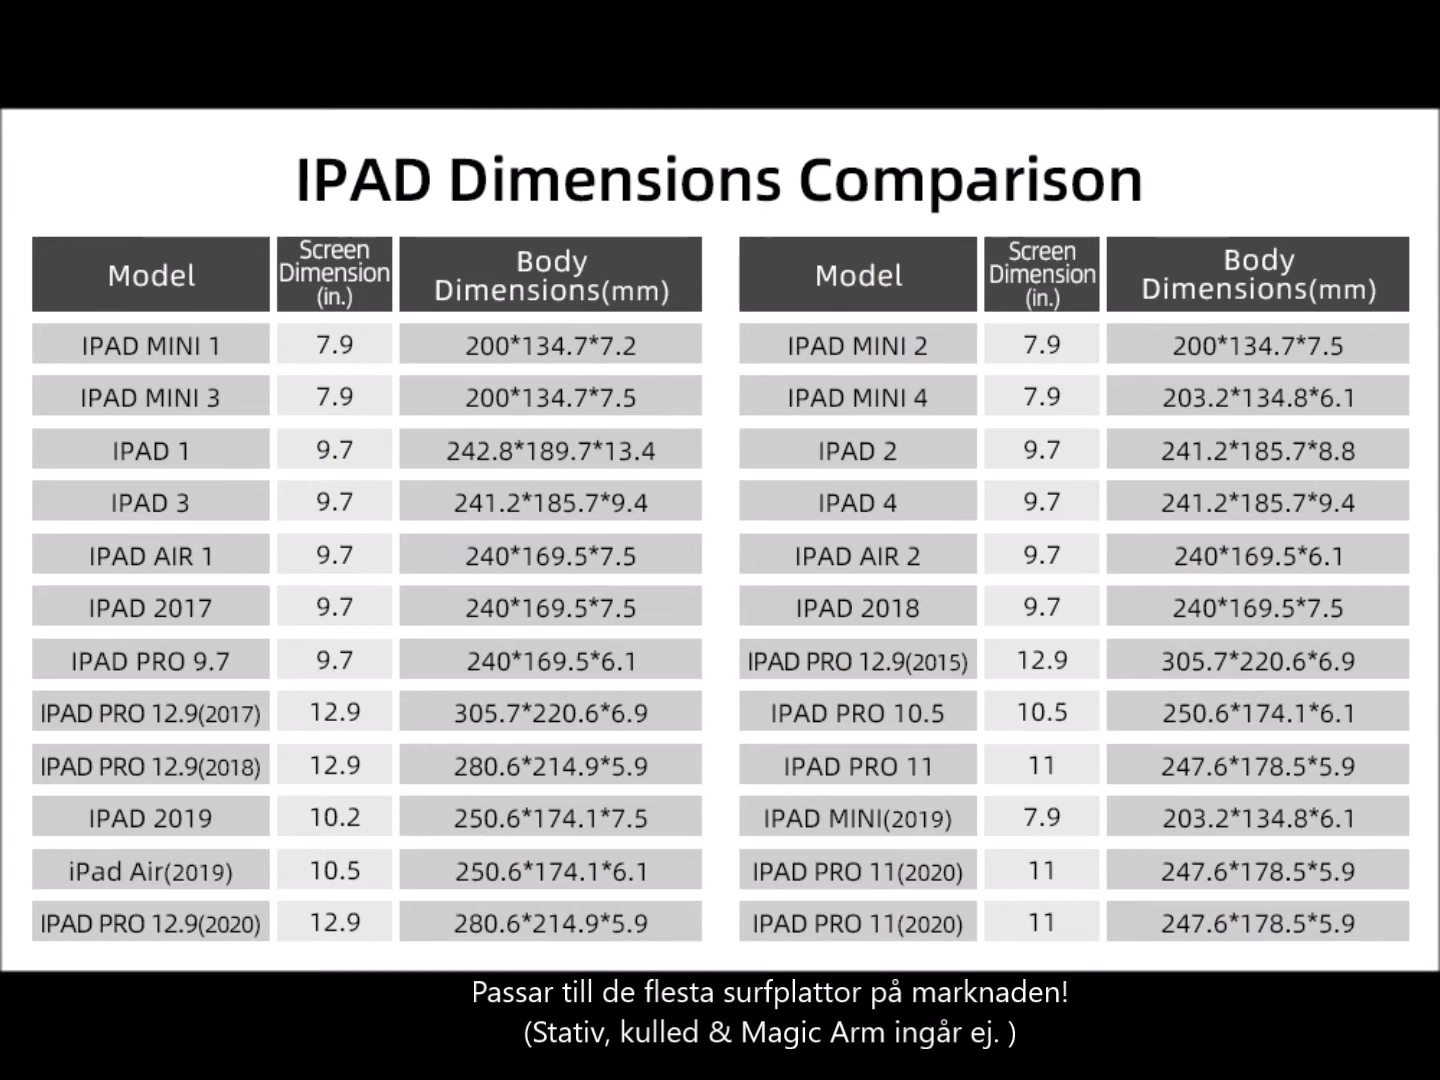 IPAD Dimensions Comparison
Model Screen Dimension (in.) Body Dimensions(mm) Model Screen Dimension (in.) Body Dimensions(mm)
IPAD MINI 1 7.9 200*134.7*7.2 IPAD MINI 2 7.9 200*134.7*7.5
IPAD MINI 3 7.9 200*134.7*7.5 IPAD MINI 4 7.9 203.2*134.8*6.1
IPAD 1 9.7 242.8*189.7*13.4 IPAD 2 9.7 241.2*185.7*8.8
IPAD 3 9.7 241.2*185.7*9.4 IPAD 4 9.7 241.2*185.7*9.4
IPAD AIR 1 9.7 240*169.5*7.5 IPAD AIR 2 9.7 240*169.5*6.1
IPAD 2017 9.7 240*169.5*7.5 IPAD 2018 9.7 240*169.5*7.5
IPAD PRO 9.7 9.7 240*169.5*6.1 IPAD PRO 12.9(2015) 12.9 305.7*220.6*6.9
IPAD PRO 12.9(2017) 12.9 305.7*220.6*6.9 IPAD PRO 10.5 10.5 250.6*174.1*6.1
IPAD PRO 12.9(2018) 12.9 280.6*214.9*5.9 IPAD PRO 11 11 247.6*178.5*5.9
IPAD 2019 10.2 250.6*174.1*7.5 IPAD MINI(2019) 7.9 203.2*134.8*6.1
iPad Air(2019) 10.5 250.6*174.1*6.1 IPAD PRO 11(2020) 11 247.6*178.5*5.9
IPAD PRO 12.9(2020) 12.9 280.6*214.9*5.9 IPAD PRO 11(2020) 11 247.6*178.5*5.9
Passar till de flesta surfplattor på marknaden!
(Stativ, kulled & Magic Arm ingår ej. )